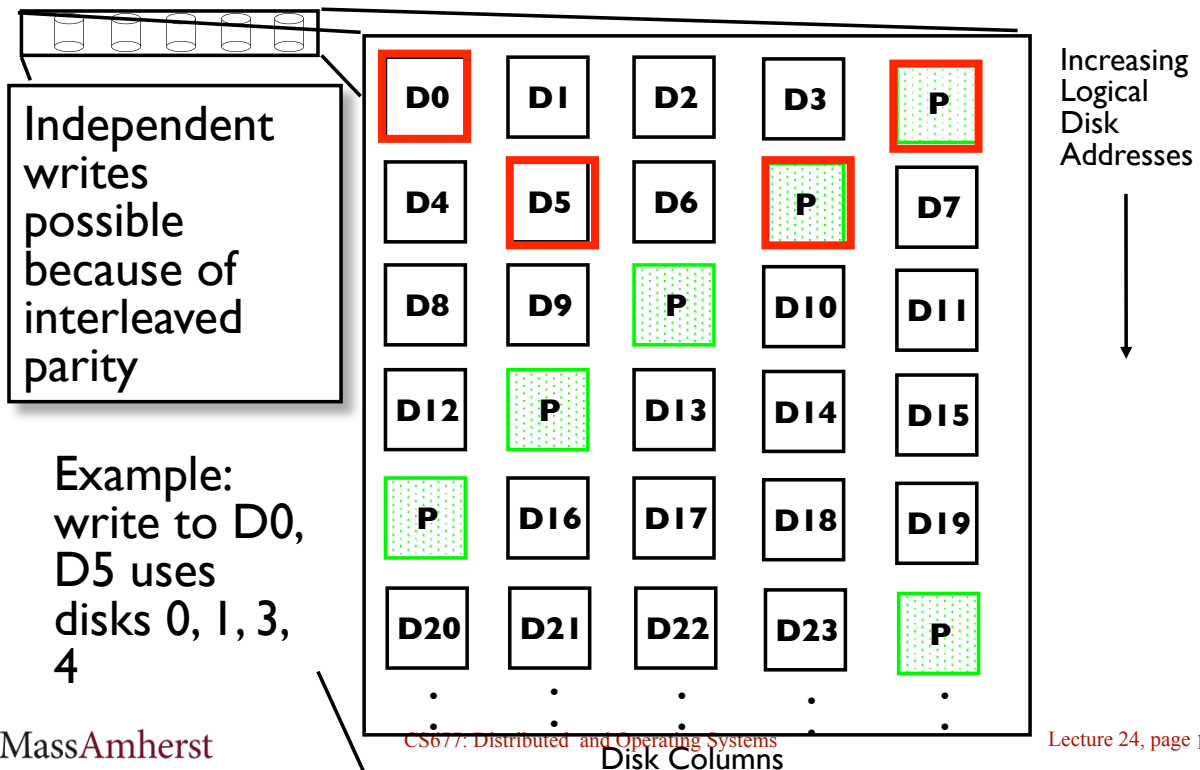 Independent
writes
possible
because of
interleaved
parity
Example:
write to D0,
D5 uses
disks 0, 1, 3,
4
D0 D1 D2 D3 P
D4 D5 D6 P D7
D8 D9 P D10 D11
D12 P D13 D14 D15
P D16 D17 D18 D19
D20 D21 D22 D23 P
Increasing
Logical
Disk
Addresses
MassAmherst
CS677: Distributed and Operating Systems
Disk Columns
Lecture 24, page